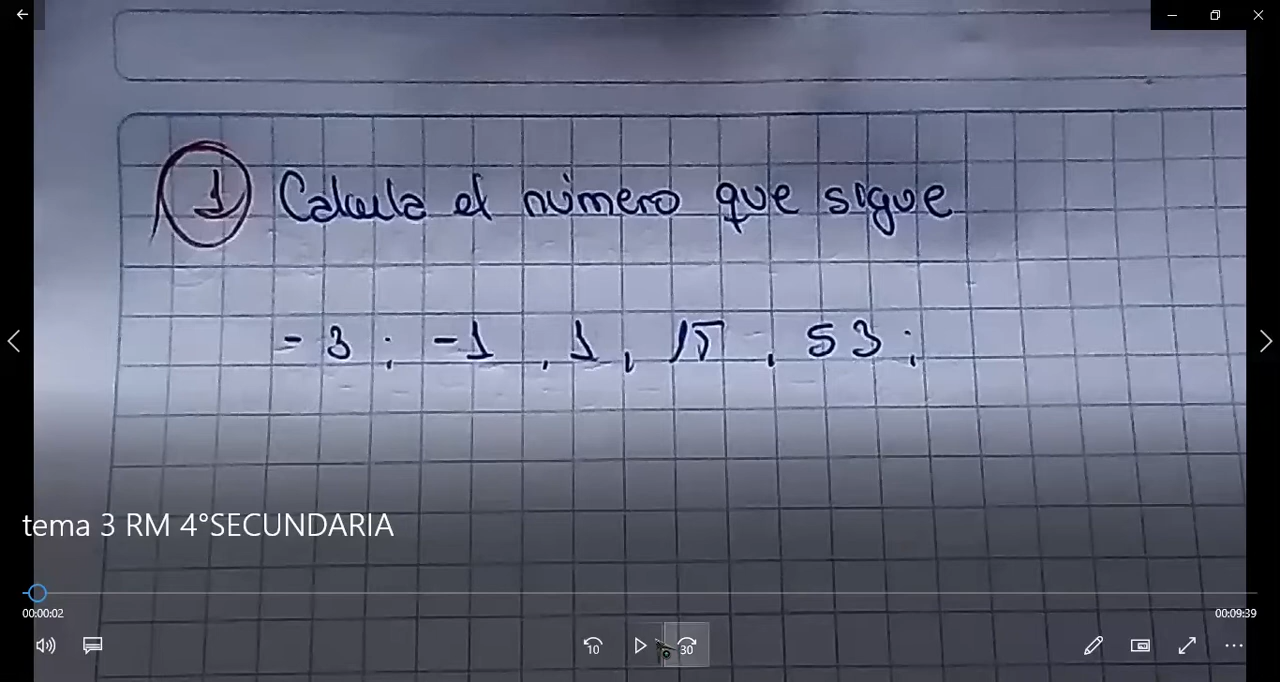 1 Calcula el número que sigue
- 3 ; -1 , 1 , 15 , 53 ;
tema 3 RM 4°SECUNDARIA
00:00:02
00:09:39
10
30